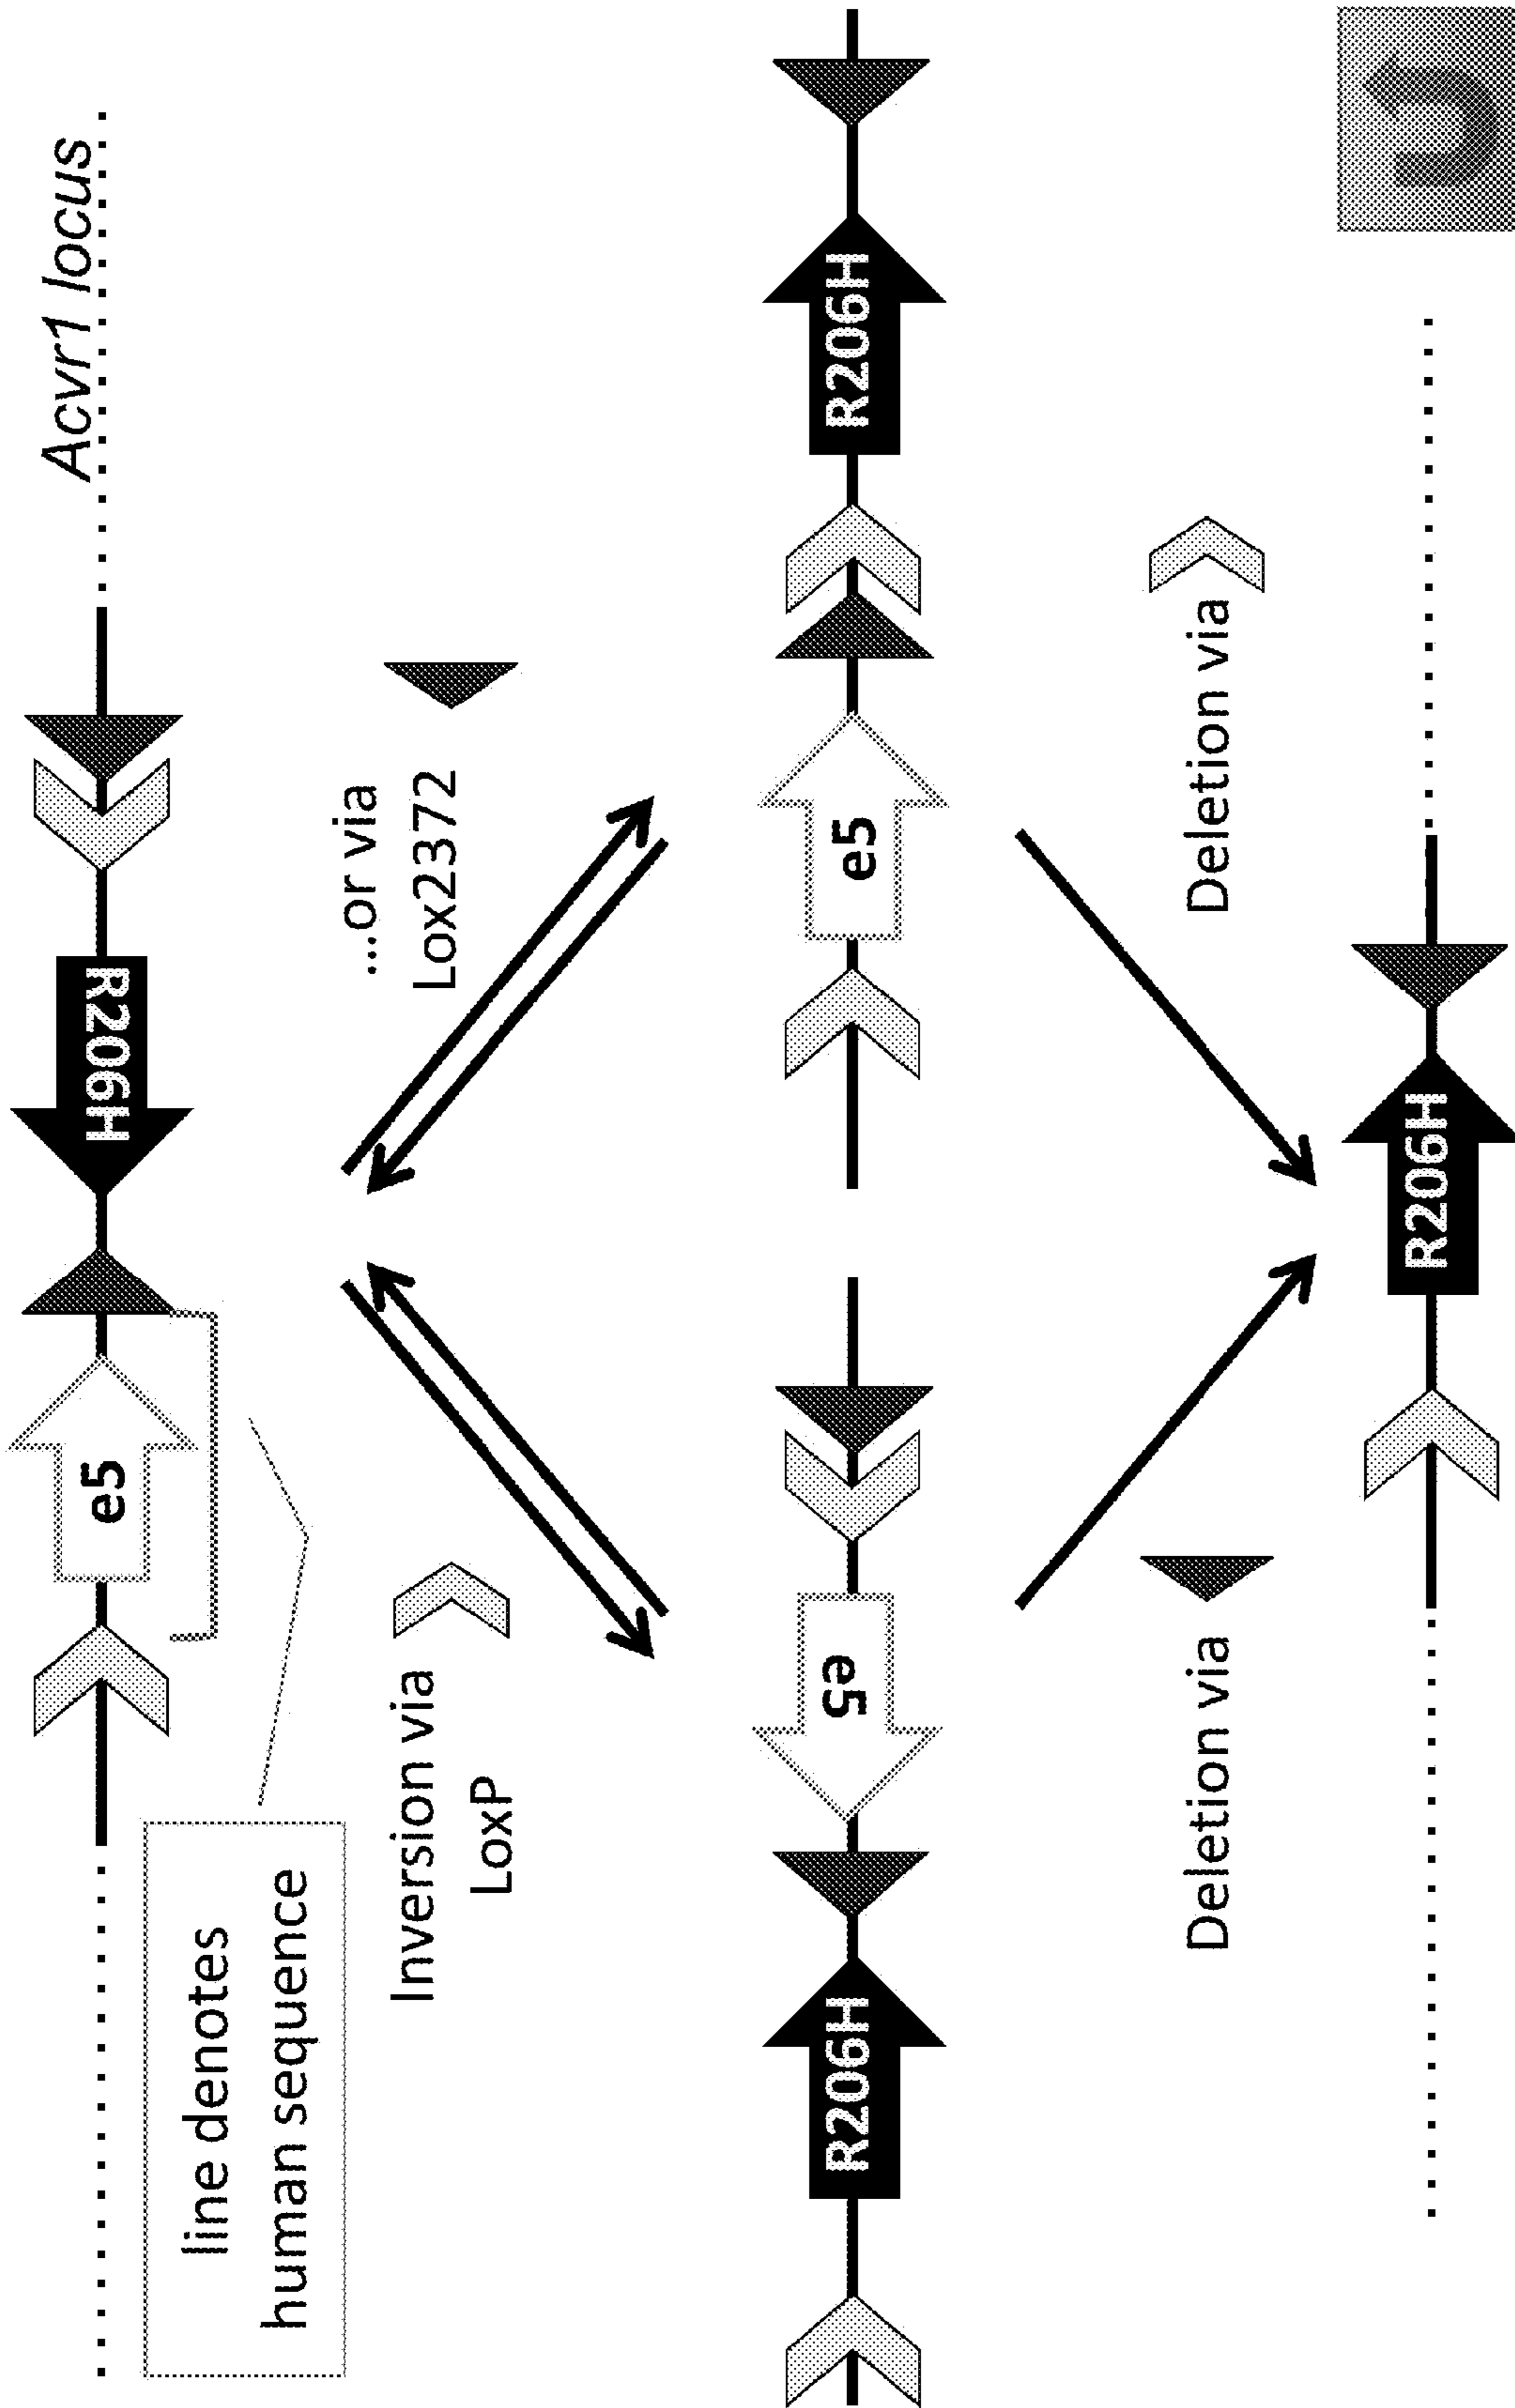 Acvr1 locus
e5 R206H
line denotes
human sequence
Inversion via
LoxP
...or via
Lox2372
R206H e5 e5 R206H
Deletion via
Deletion via
R206H